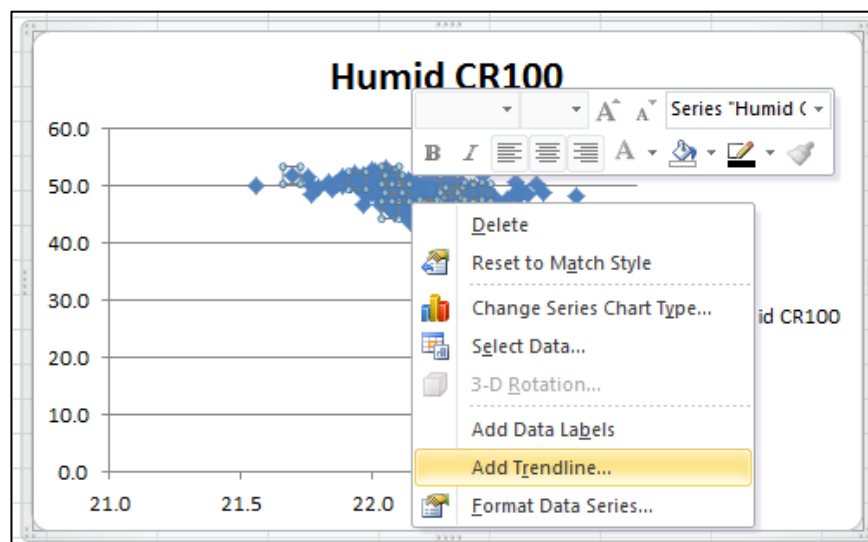 Humid CR100
A A Series "Humid (
B I A
60.0
50.0
40.0
30.0
20.0
10.0
0.0
21.0 21.5 22.0
Delete
Reset to Match Style
Change Series Chart Type...
Select Data...
3-D Rotation...
Add Data Labels
Add Trendline...
Format Data Series...
id CR100